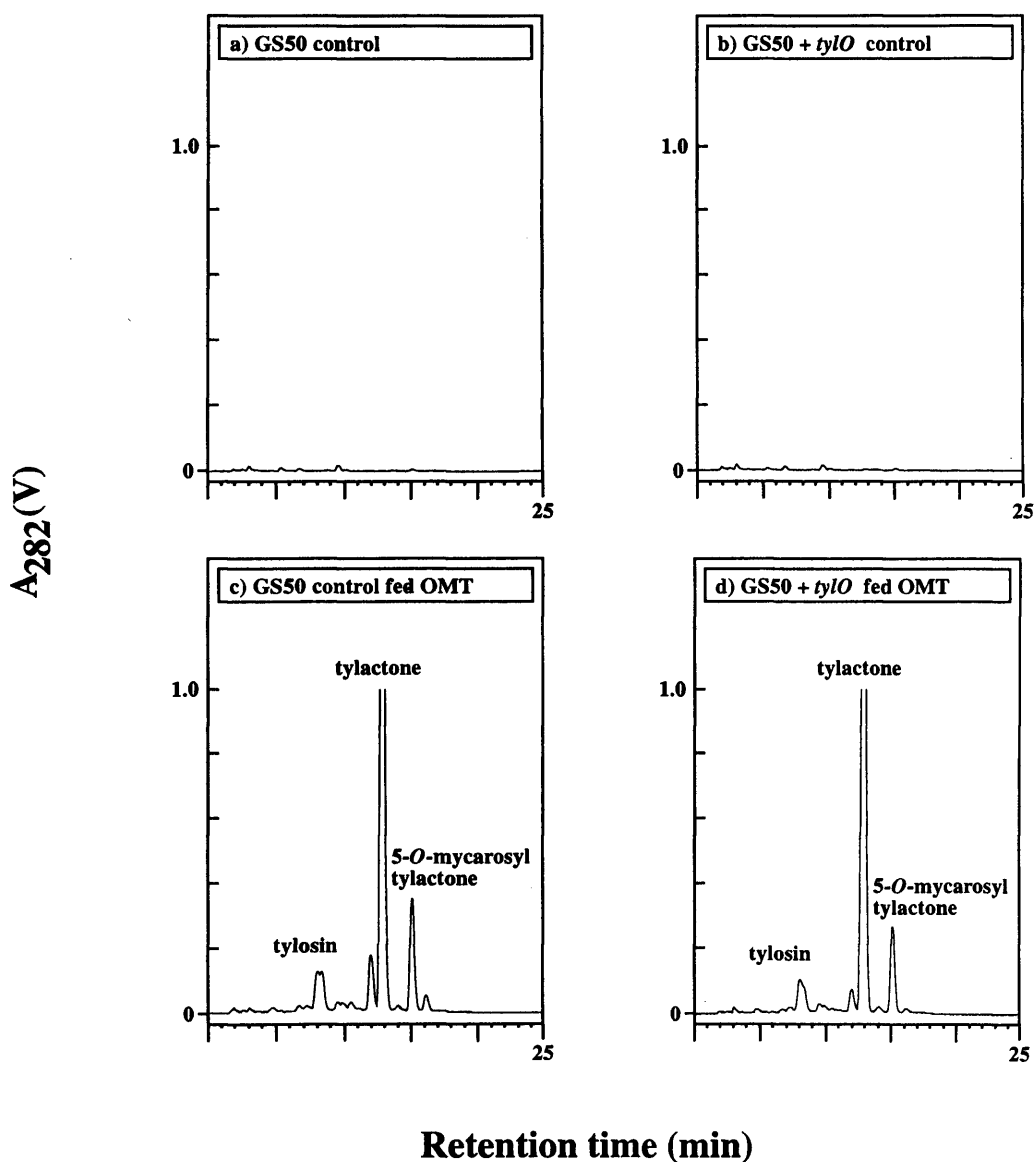 a) GS50 control
1.0
0
25
b) GS50 + tylO control
1.0
0
25
A282(V)
c) GS50 control fed OMT
tylactone
1.0
5-O-mycarosyl
tylactone
tylosin
0
25
d) GS50 + tylO fed OMT
tylactone
1.0
5-O-mycarosyl
tylactone
tylosin
0
25
Retention time (min)